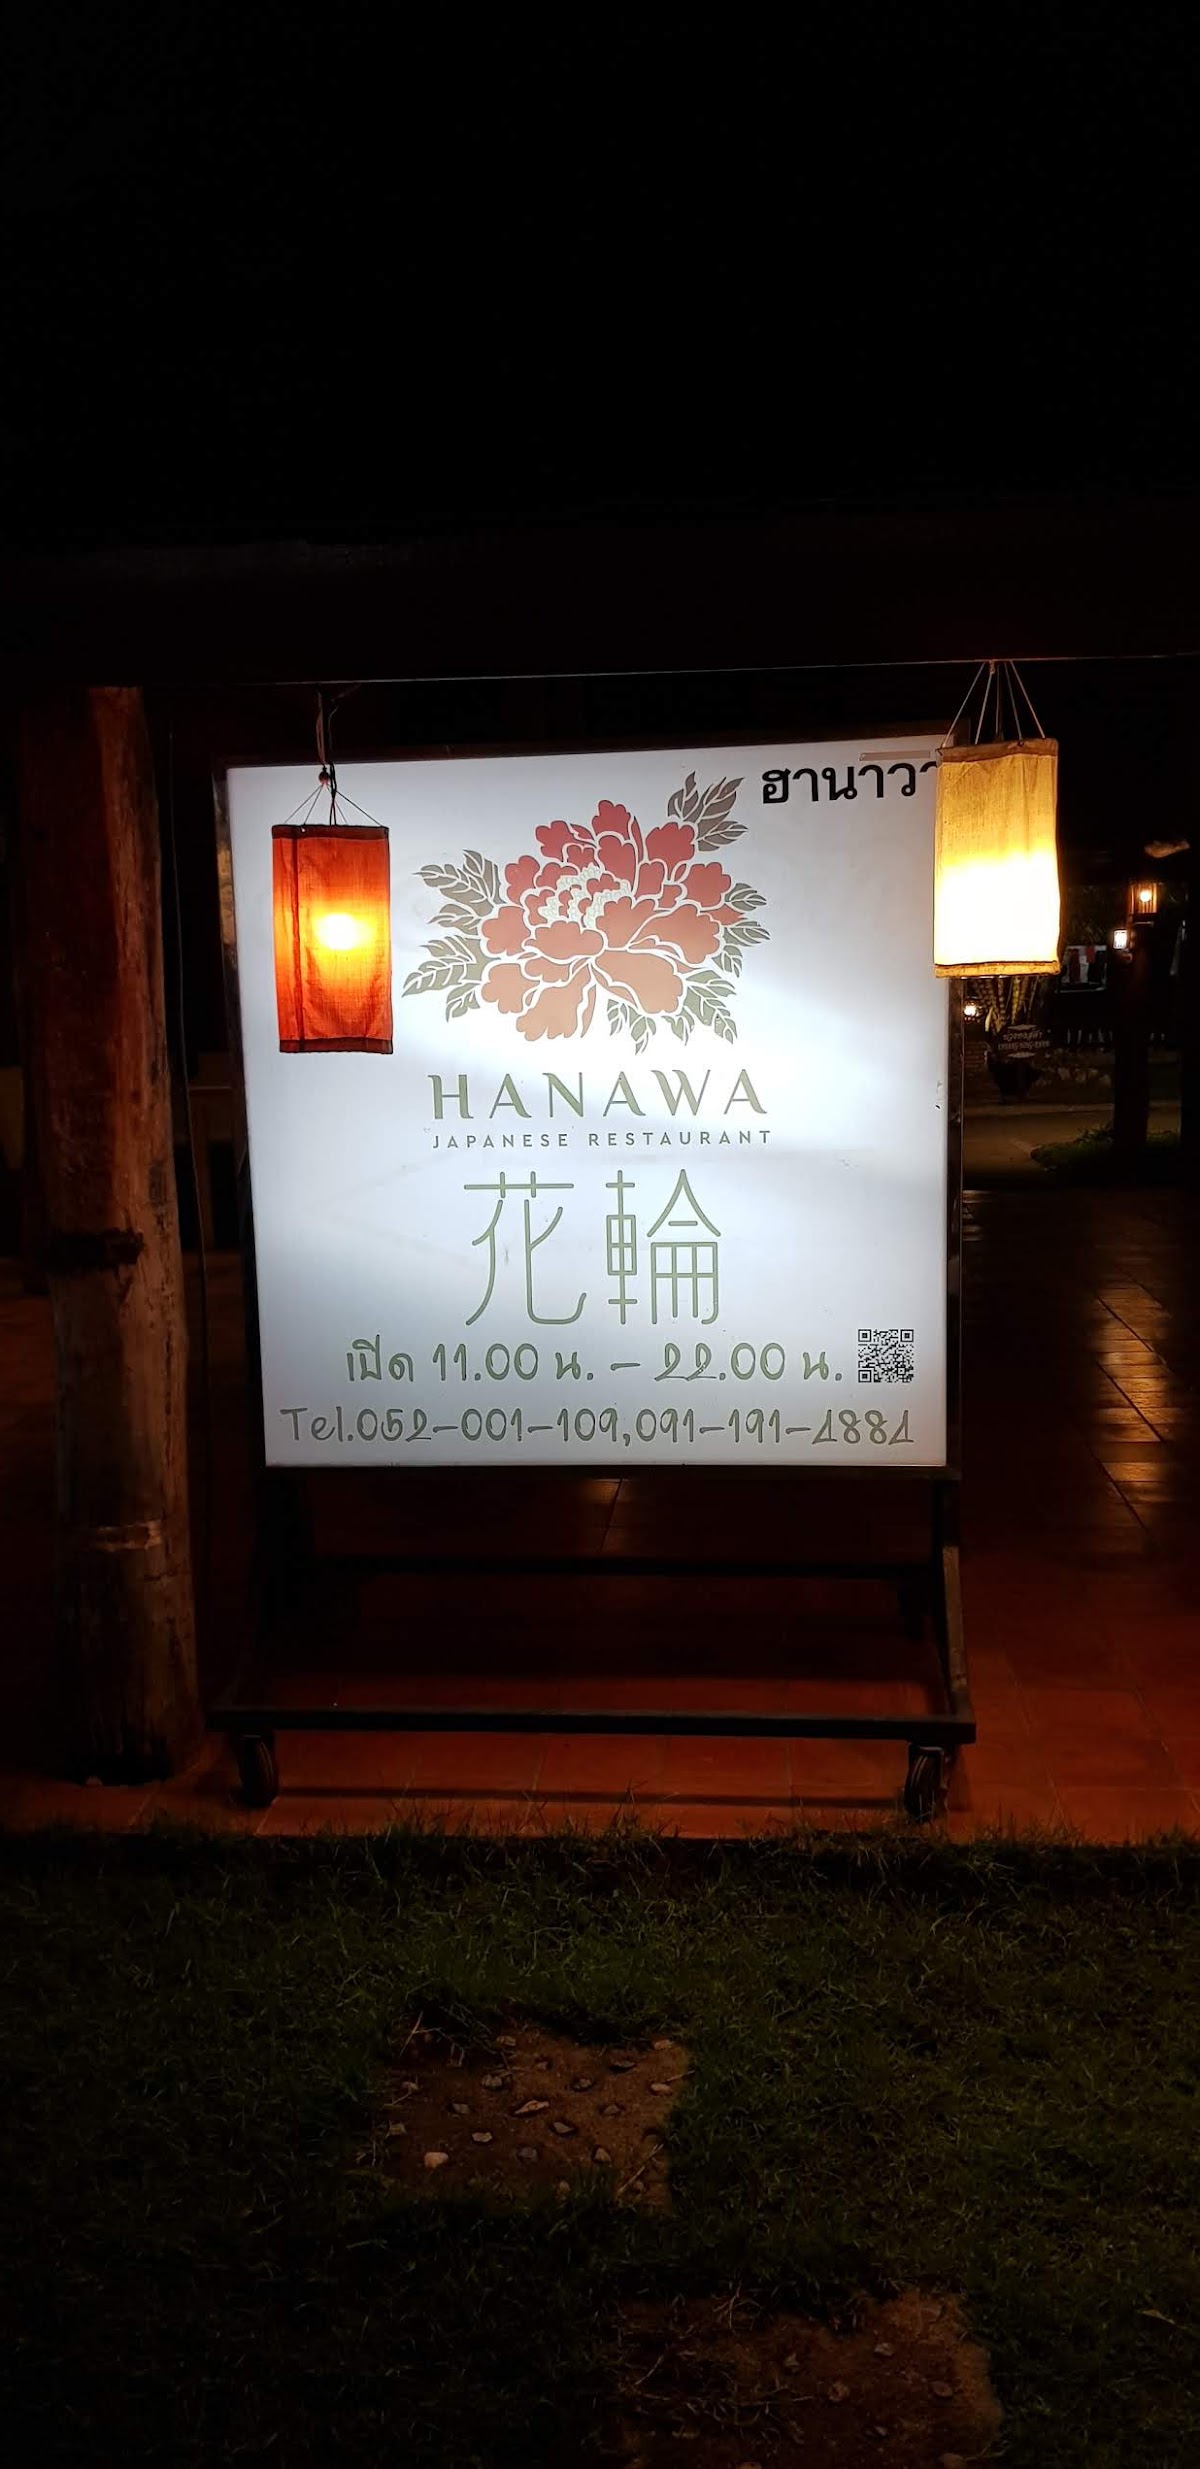 ฮานาวา
HANAWA
JAPANESE RESTAURANT
花輪
เปิด 11.00 น. - 22.00 น.
Tel.052-001-109,091-191-4884